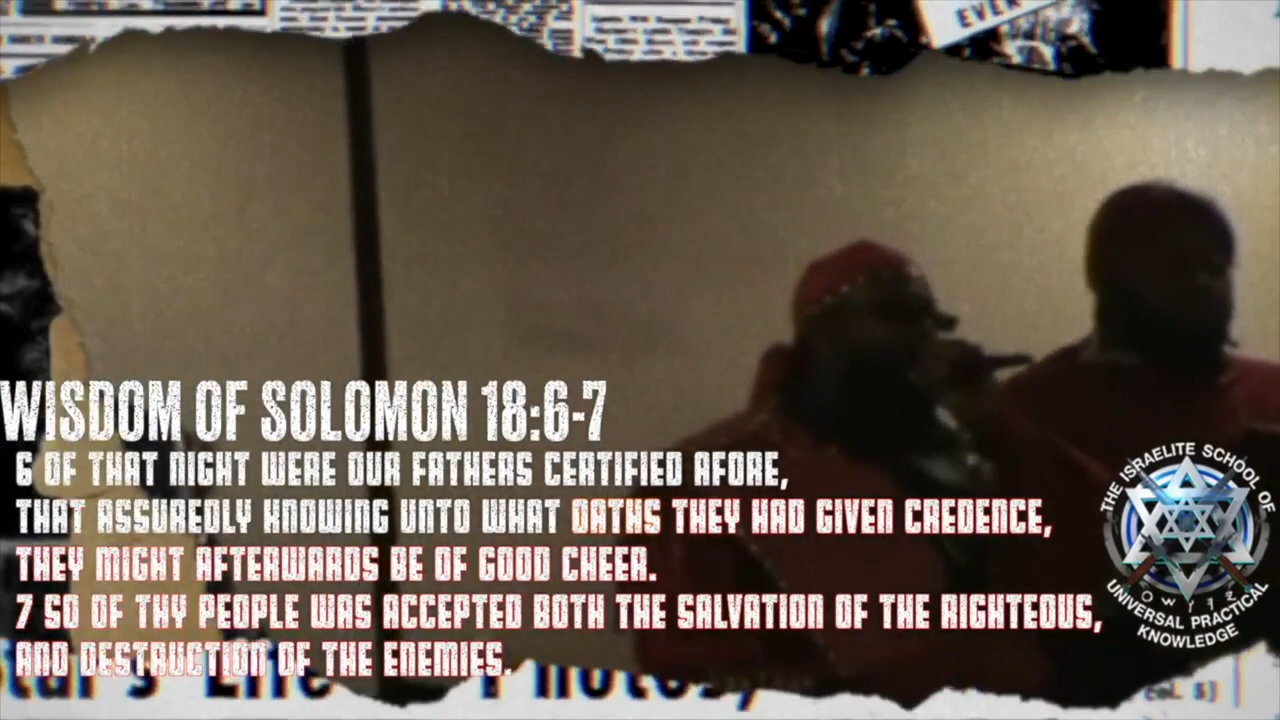 EVER
WISDOM OF SOLOMON 18:6-7
6 OF THAT NIGHT WERE OUR FATHERS CERTIFIED AFORE,
THAT ASSUREDLY KNOWING UNTO WHAT OATHS THEY HAD GIVEN CREDENCE,
THEY MIGHT AFTERWARDS BE OF GOOD CHEER.
7 SO OF THY PEOPLE WAS ACCEPTED BOTH THE SALVATION OF THE RIGHTEOUS,
AND DESTRUCTION OF THE ENEMIES.
THE ISRAELITE SCHOOL OF
UNIVERSAL PRACTICAL
KNOWLEDGE